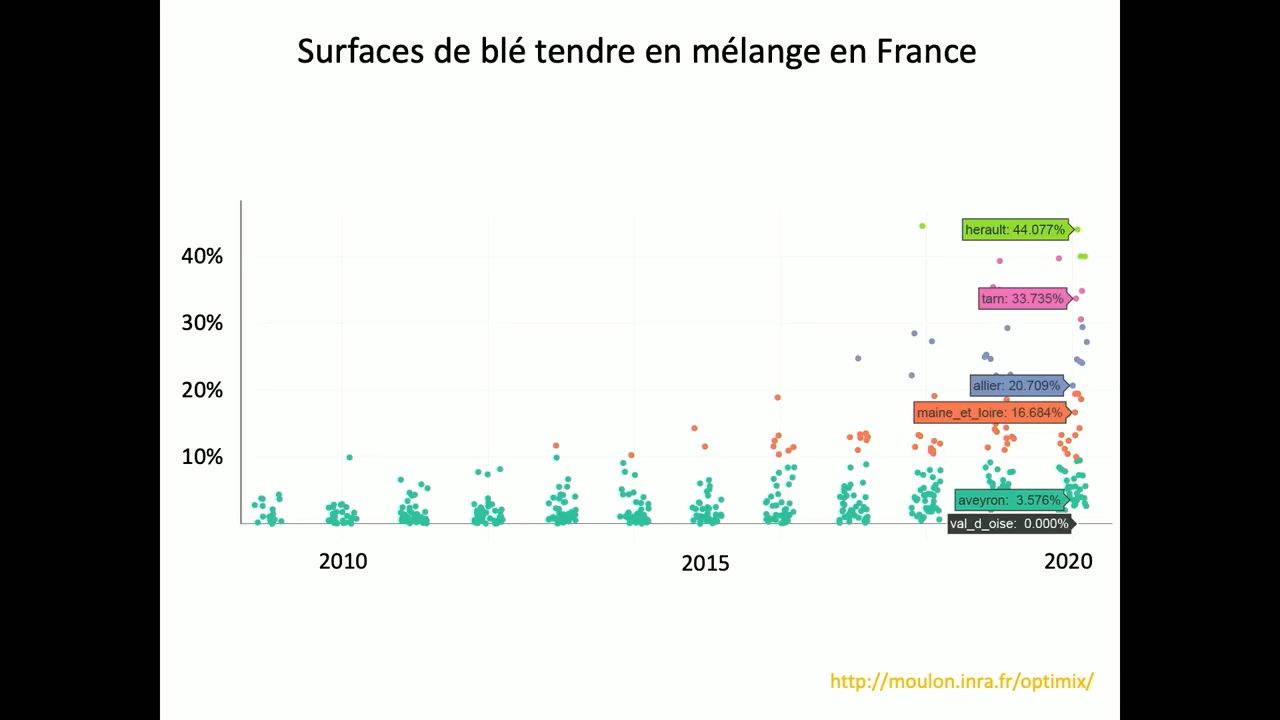 Surfaces de blé tendre en mélange en France
herault: 44.077%
40%
tarn: 33.735%
30%
allier: 20.709%
20%
maine_et_loire: 16.684%
10%
aveyron: 3.576%
val_d_oise: 0.000%
2010 2015 2020
http://moulon.inra.fr/optimix/